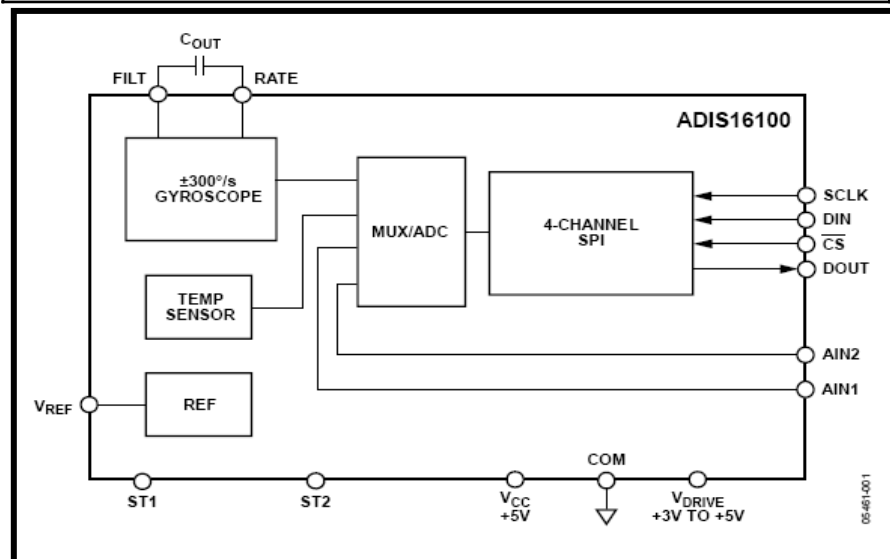 COUT
FILT
RATE
ADIS16100
±300°/s
GYROSCOPE
MUX/ADC
4-CHANNEL
SPI
SCLK
DIN
CS
DOUT
TEMP
SENSOR
AIN2
AIN1
VREF
REF
ST1
ST2
VCC
+5V
COM
VDRIVE
+3V TO +5V
05461-001